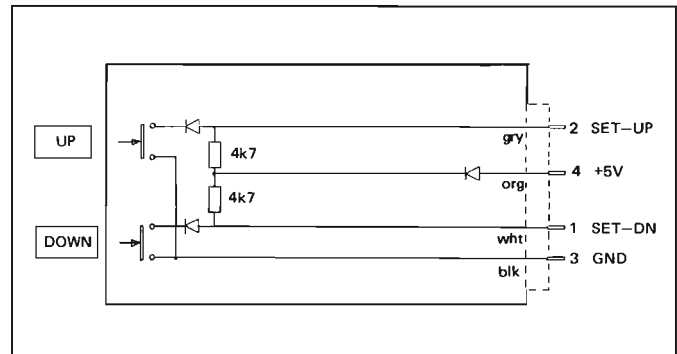 UP
DOWN
4k7
4k7
gry
org
wht
blk
2 SET-UP
4 +5V
1 SET-DN
3 GND